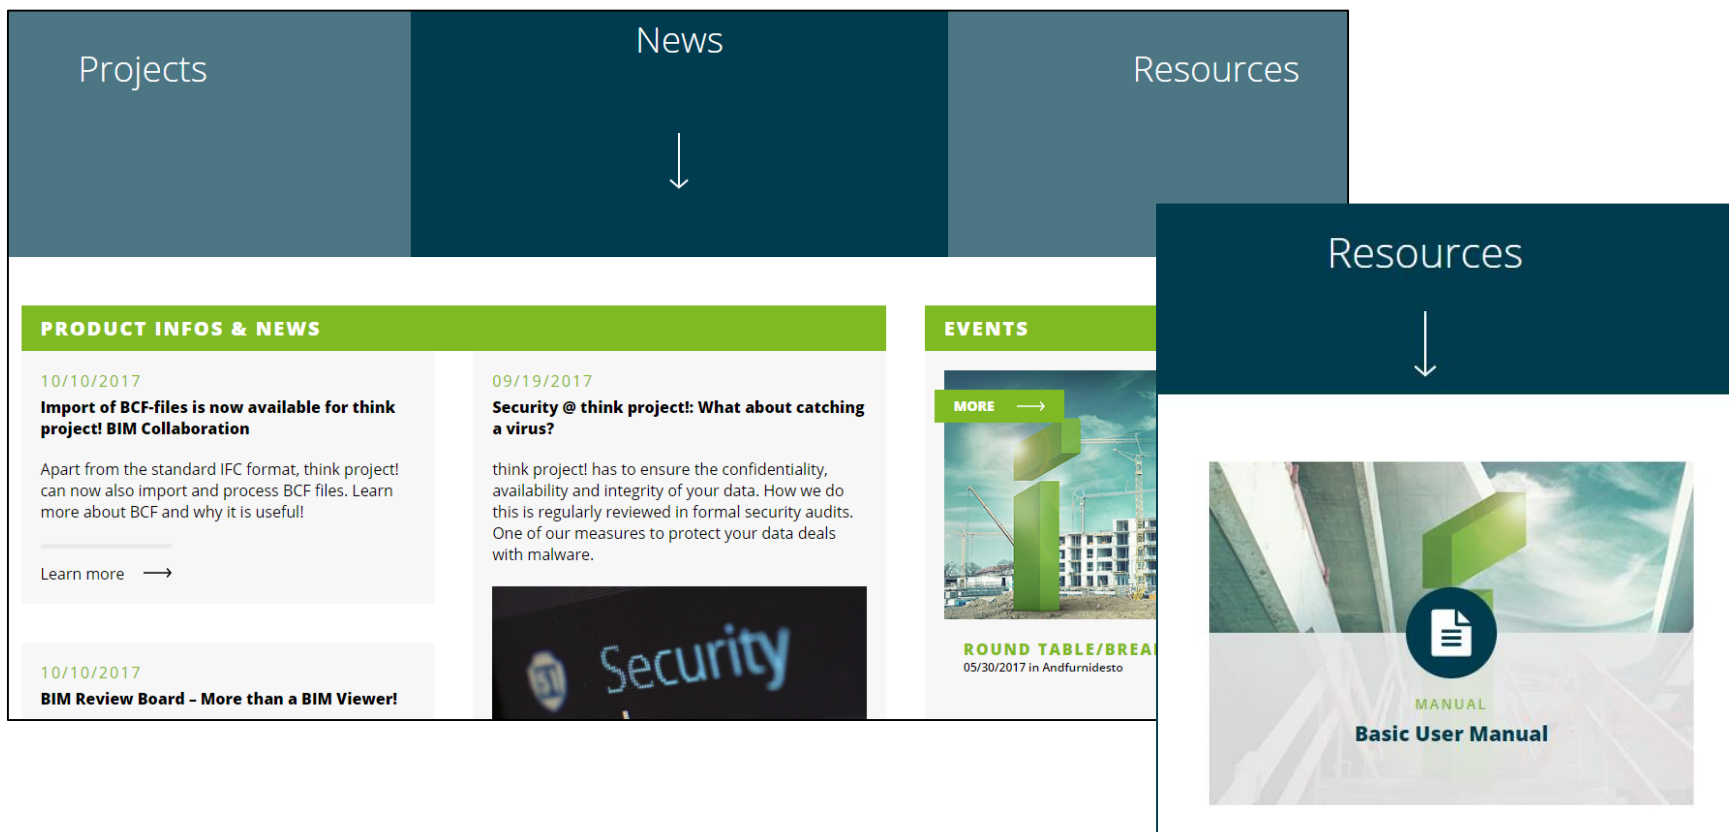 Projects
News
Resources
PRODUCT INFOS & NEWS
10/10/2017
Import of BCF-files is now available for think
project! BIM Collaboration
Apart from the standard IFC format, think project!
can now also import and process BCF files. Learn
more about BCF and why it is useful!
Learn more
10/10/2017
BIM Review Board – More than a BIM Viewer!
09/19/2017
Security @ think project!: What about catching
a virus?
think project! has to ensure the confidentiality,
availability and integrity of your data. How we do
this is regularly reviewed in formal security audits.
One of our measures to protect your data deals
with malware.
Security
EVENTS
MORE
ROUND TABLE/BREA
05/30/2017 in Andfurnidesto
Resources
MANUAL
Basic User Manual